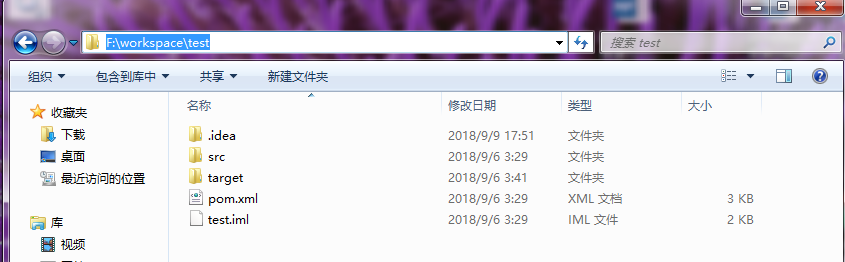 F:\workspace\test
搜索 test
组织 包含到库中 共享 新建文件夹
收藏夹
下载
桌面
最近访问的位置
库
视频
名称 修改日期 类型 大小
.idea 2018/9/9 17:51 文件夹
src 2018/9/6 3:29 文件夹
target 2018/9/6 3:41 文件夹
pom.xml 2018/9/6 3:29 XML 文档 3 KB
test.iml 2018/9/6 3:29 IML 文件 2 KB